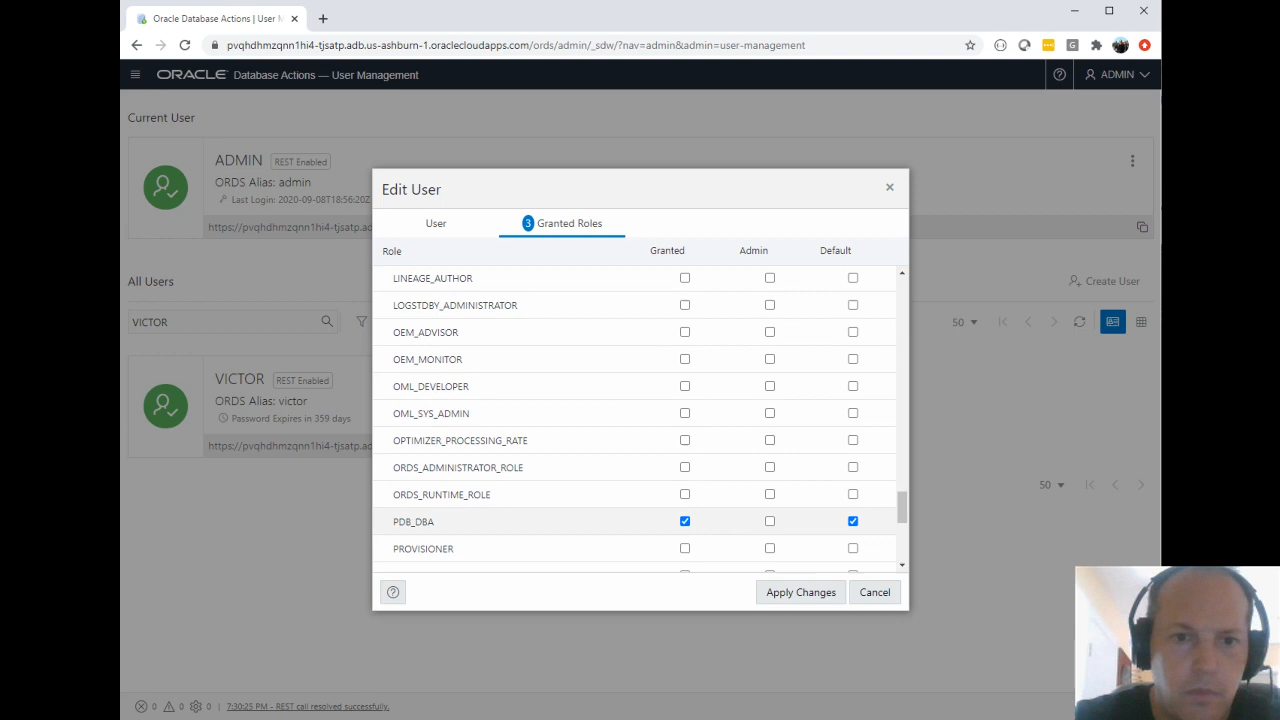 Oracle Database Actions | User M
pvqhdhmzqnn1hi4-tjsatp.adb.us-ashburn-1.oraclecloudapps.com/ords/admin/_sdw/?nav=admin&admin=user-management
ORACLE Database Actions — User Management
ADMIN
Current User
ADMIN REST Enabled
ORDS Alias: admin
Last Login: 2020-09-08T18:56:20Z
https://pvqhdhmzqnn1hi4-tjsatp.ad
All Users
Create User
VICTOR
50
VICTOR REST Enabled
ORDS Alias: victor
Password Expires in 359 days
https://pvqhdhmzqnn1hi4-tjsatp.ad
50
Edit User
User 3 Granted Roles
Role Granted Admin Default
LINEAGE_AUTHOR
LOGSTDBY_ADMINISTRATOR
OEM_ADVISOR
OEM_MONITOR
OML_DEVELOPER
OML_SYS_ADMIN
OPTIMIZER_PROCESSING_RATE
ORDS_ADMINISTRATOR_ROLE
ORDS_RUNTIME_ROLE
PDB_DBA
PROVISIONER
Apply Changes Cancel
0 0 0 | 7:30:25 PM - REST call resolved successfully.